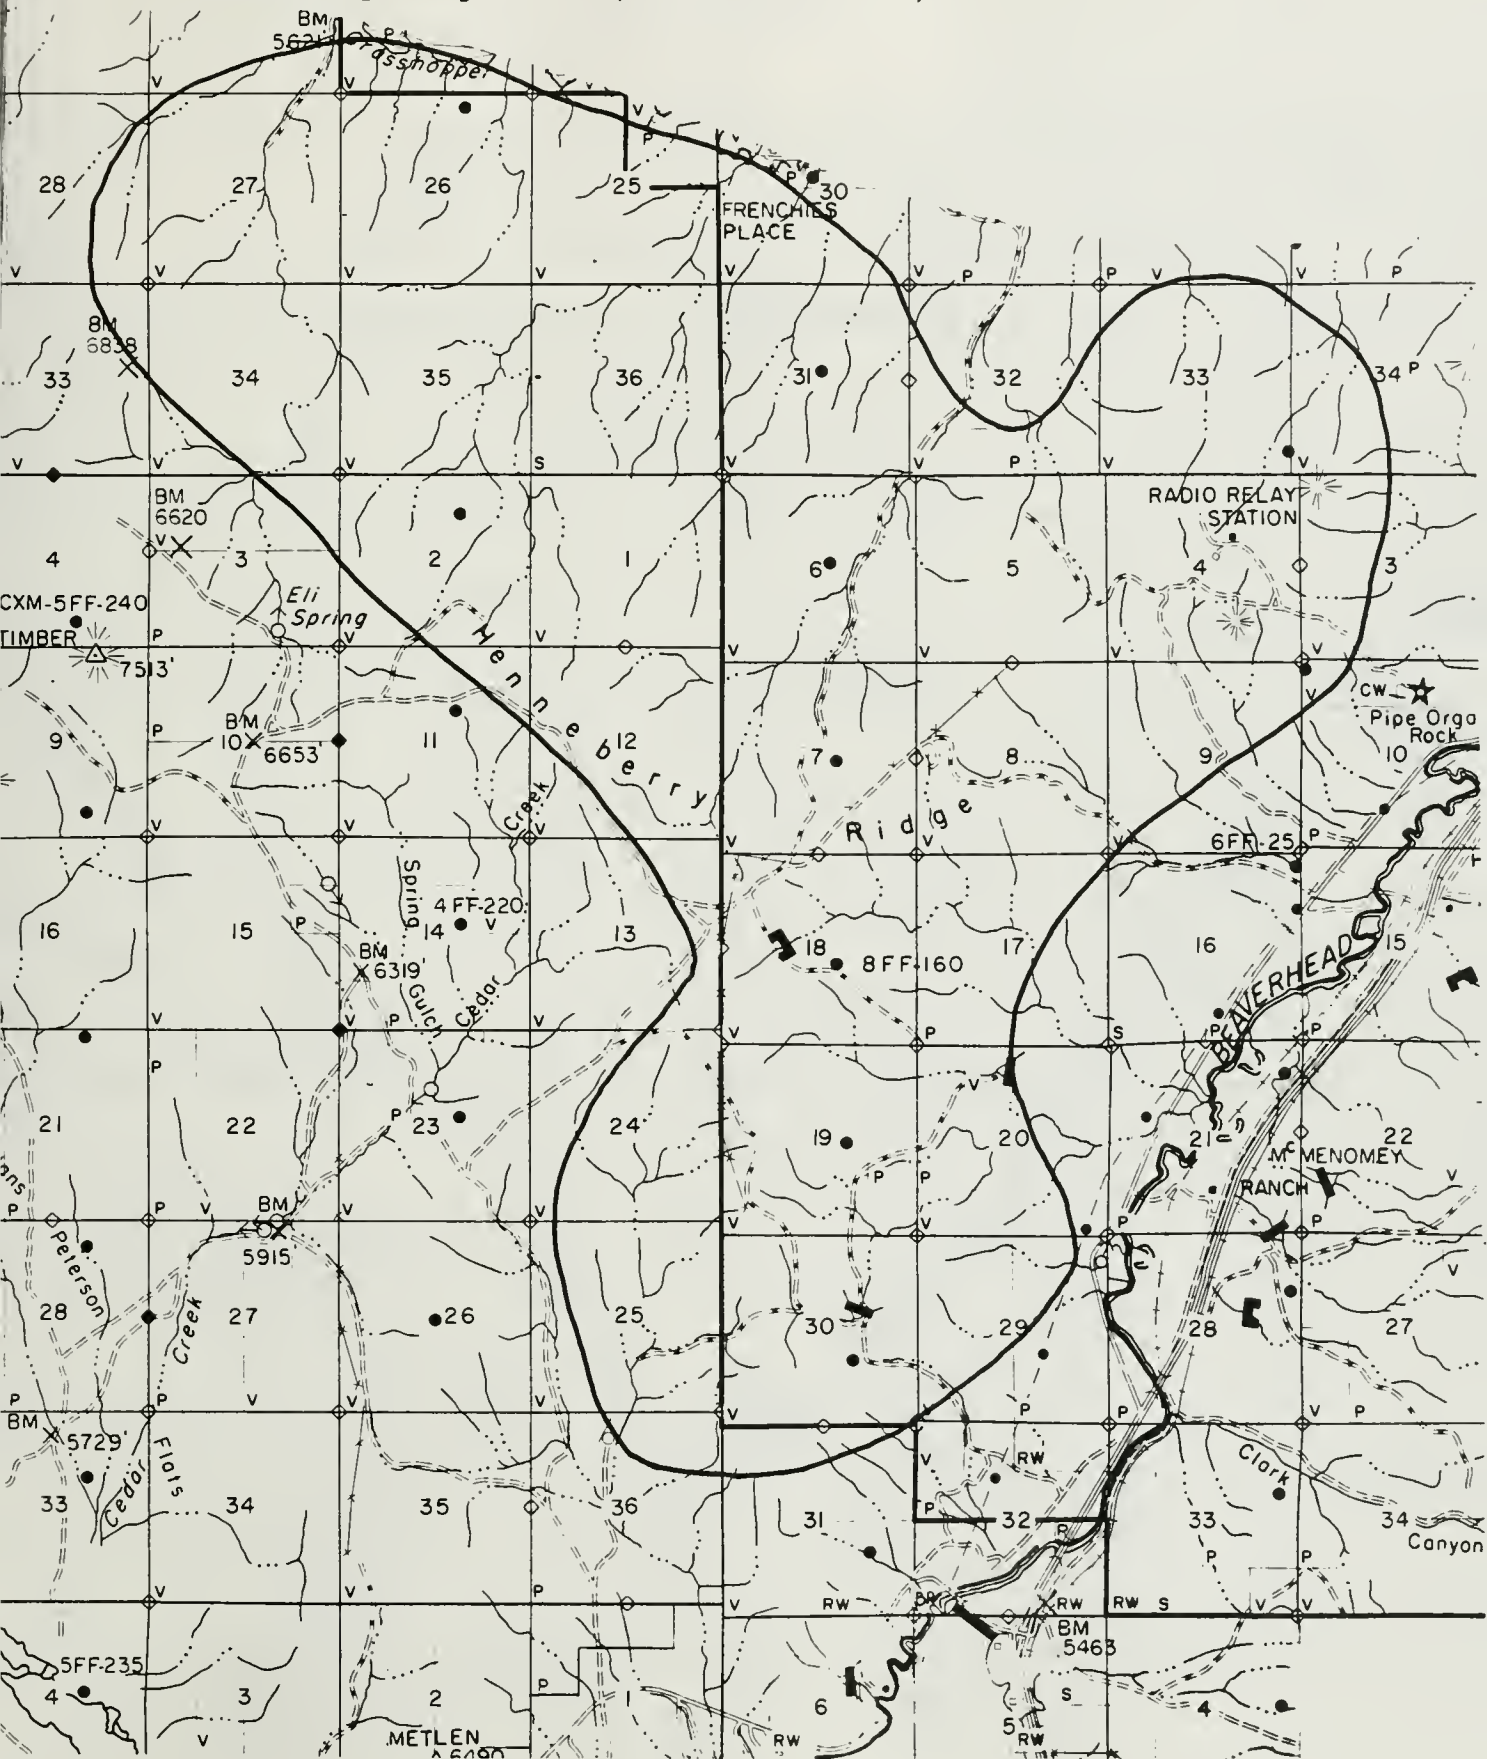 BM
5621
P
Grasshopper
V
V
V
P
28
27
26
25
P
30
FRENCHIES
PLACE
V
V
V
V
V
V
P
P
V
V
P
BM
6838
33
34
35
36
31
32
33
34 P
V
V
V
S
V
V
P
V
V
BM
6620
V
RADIO RELAY
STATION
4
3
2
1
6
5
4
3
CXM-5FF-240
Eli
Spring
TIMBER
7513'
P
V
V
V
V
V
V
Henneberry
CW
Pipe Orga
Rock
V
9
P
BM
10
6653'
11
12
7
8
9
10
Creek
Ridge
V
V
V
V
V
V
6FF-25
P
Spring
4FF-220
V
16
15
P
14
13
18
17
16
15
BM
6319'
8FF-160
BEAVERHEAD
Gulch
Cedar
V
V
P
V
V
P
S
P
P
P
V
21
22
P
23
24
19
20
21
22
P
P
McMENOMEY
RANCH
V
P
P
V
BM
V
V
V
V
P
P
5915
Peterson
V
28
Creek
27
26
25
30
29
28
27
P
P
V
V
V
V
V
P
P
V
P
BM
5729'
Cedar
Flats
RW
V
Clark
33
34
35
36
31
P
32
33
34
Canyon
P
P
P
V
V
P
V
RW
BR
RW
RW S
V
V
BM
5463
5FF-235
4
3
2
P
1
6
5
S
4
V
METLEN
6490
RW
RW